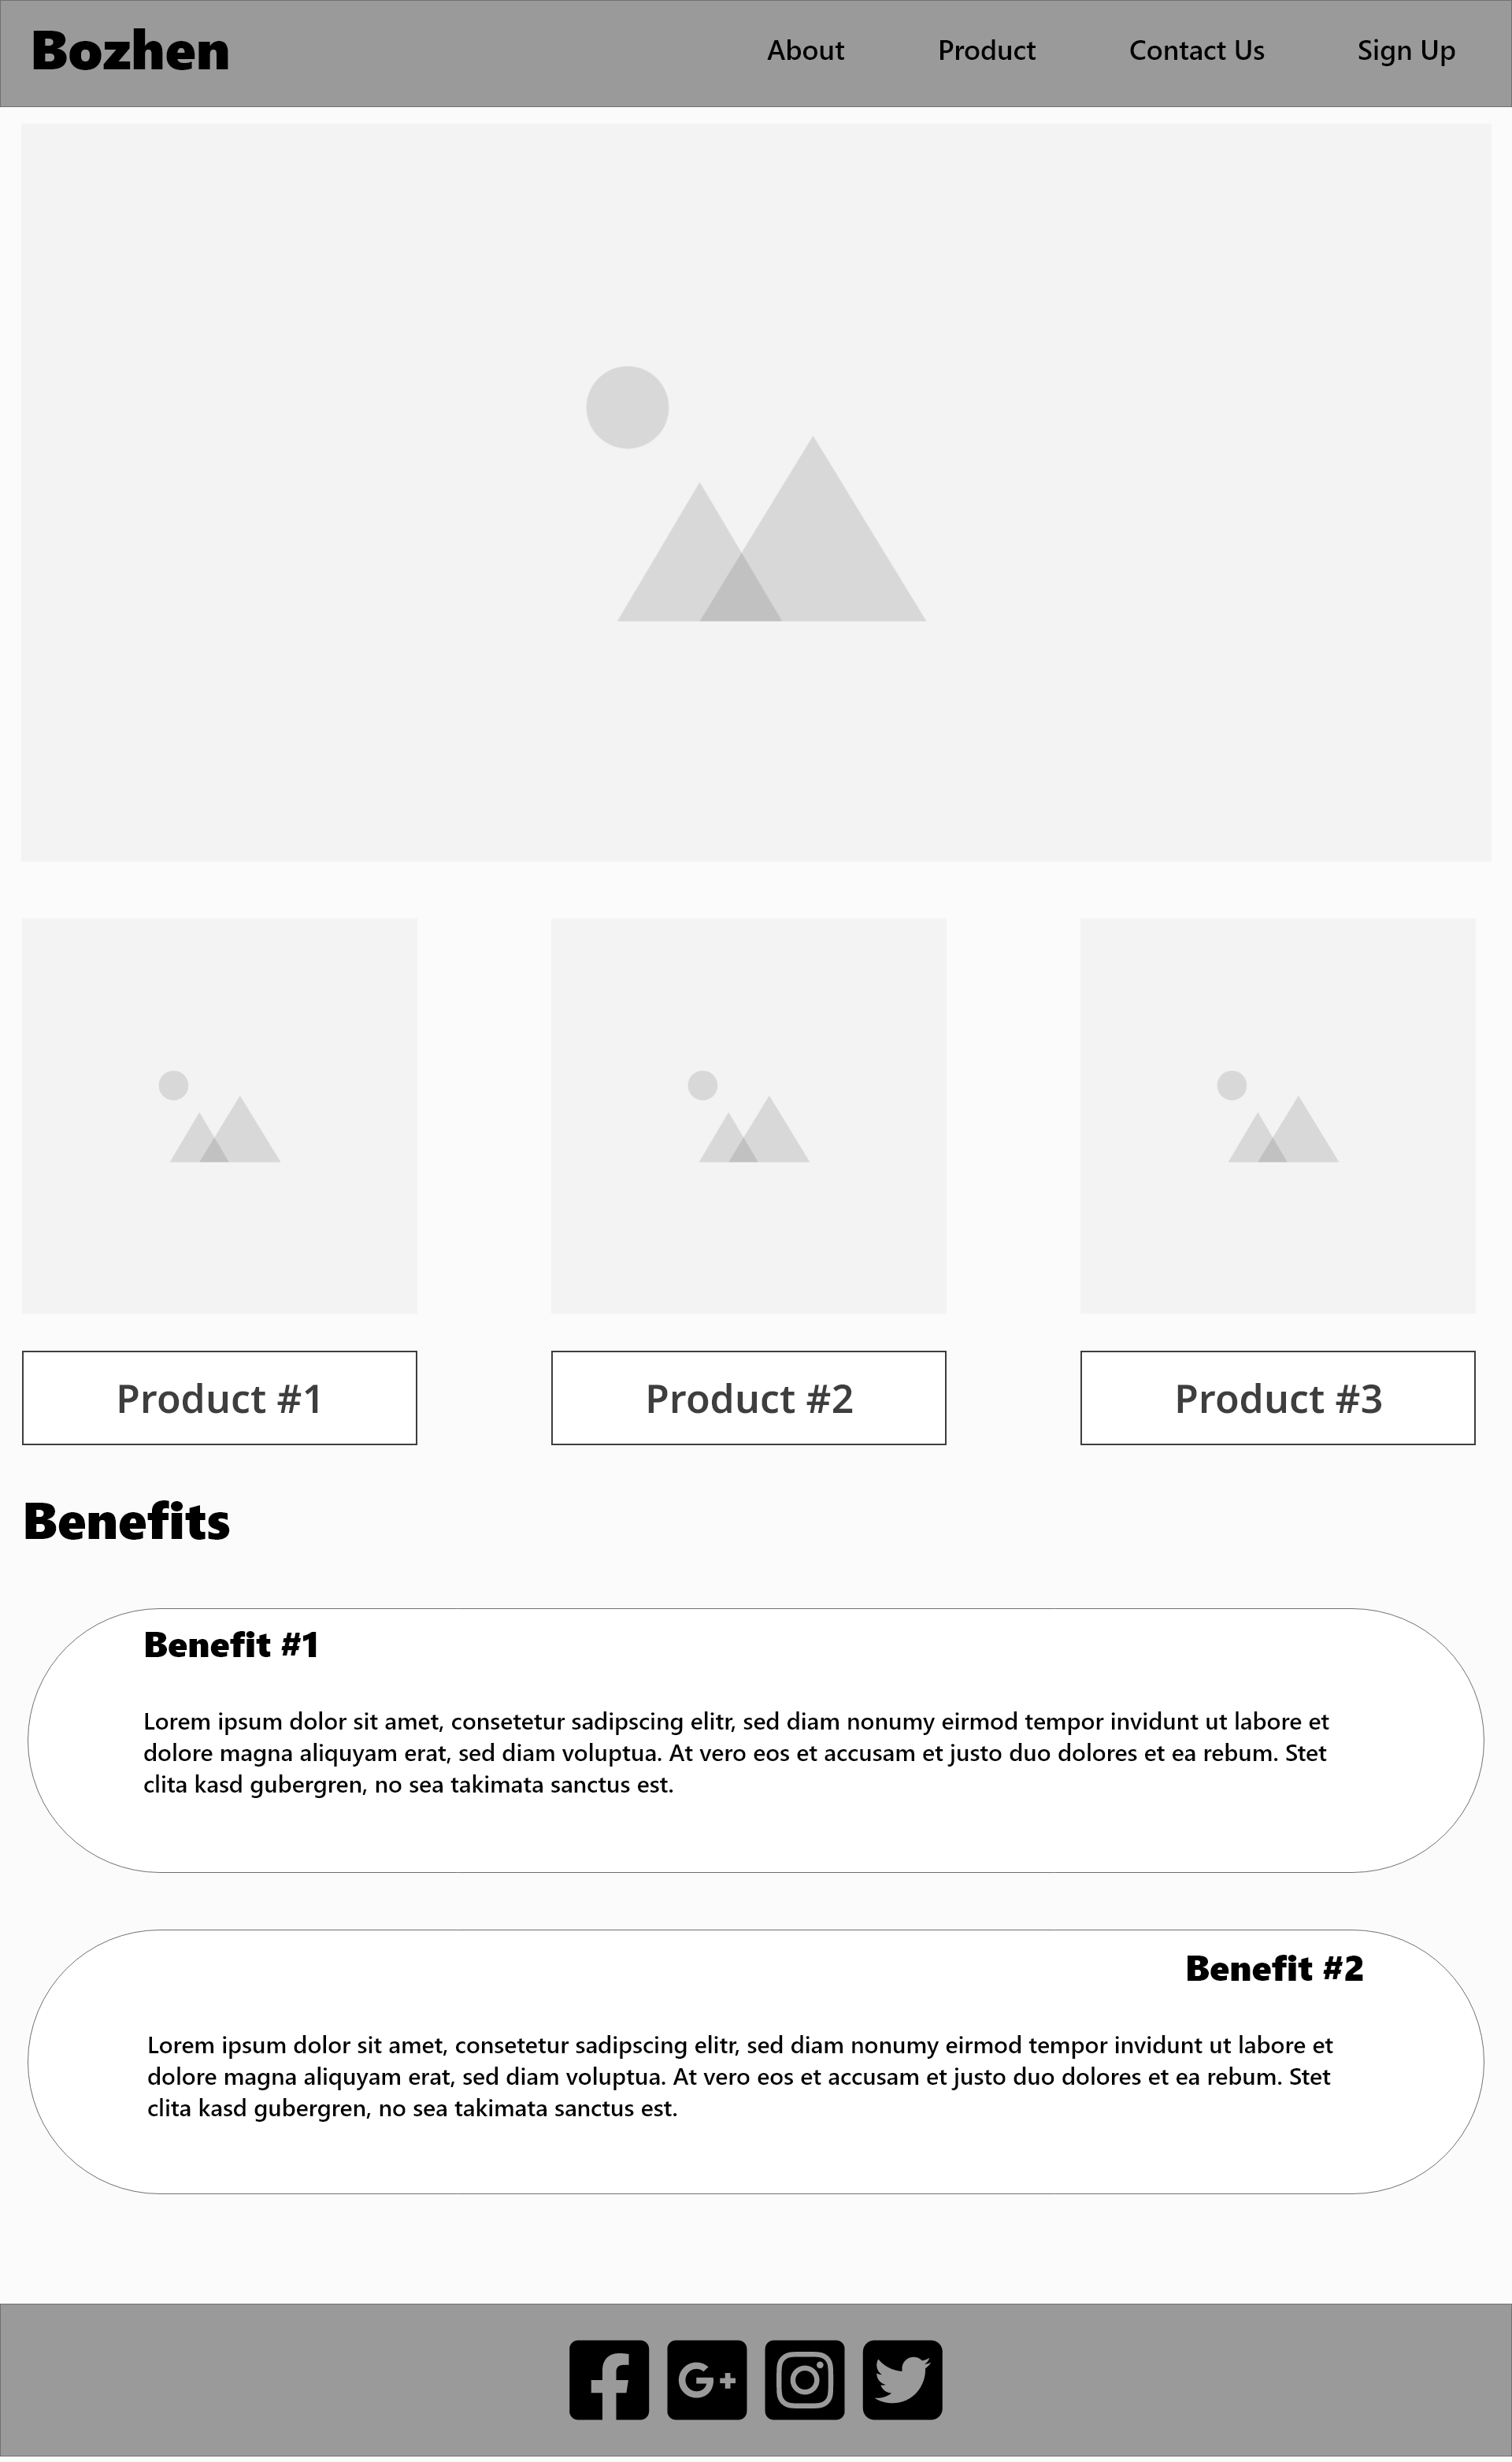 Bozhen
About
Product
Contact Us
Sign Up
Product #1
Product #2
Product #3
Benefits
Benefit #1
Lorem ipsum dolor sit amet, consetetur sadipscing elitr, sed diam nonumy eirmod tempor invidunt ut labore et
dolore magna aliquyam erat, sed diam voluptua. At vero eos et accusam et justo duo dolores et ea rebum. Stet
clita kasd gubergren, no sea takimata sanctus est.
Benefit #2
Lorem ipsum dolor sit amet, consetetur sadipscing elitr, sed diam nonumy eirmod tempor invidunt ut labore et
dolore magna aliquyam erat, sed diam voluptua. At vero eos et accusam et justo duo dolores et ea rebum. Stet
clita kasd gubergren, no sea takimata sanctus est.